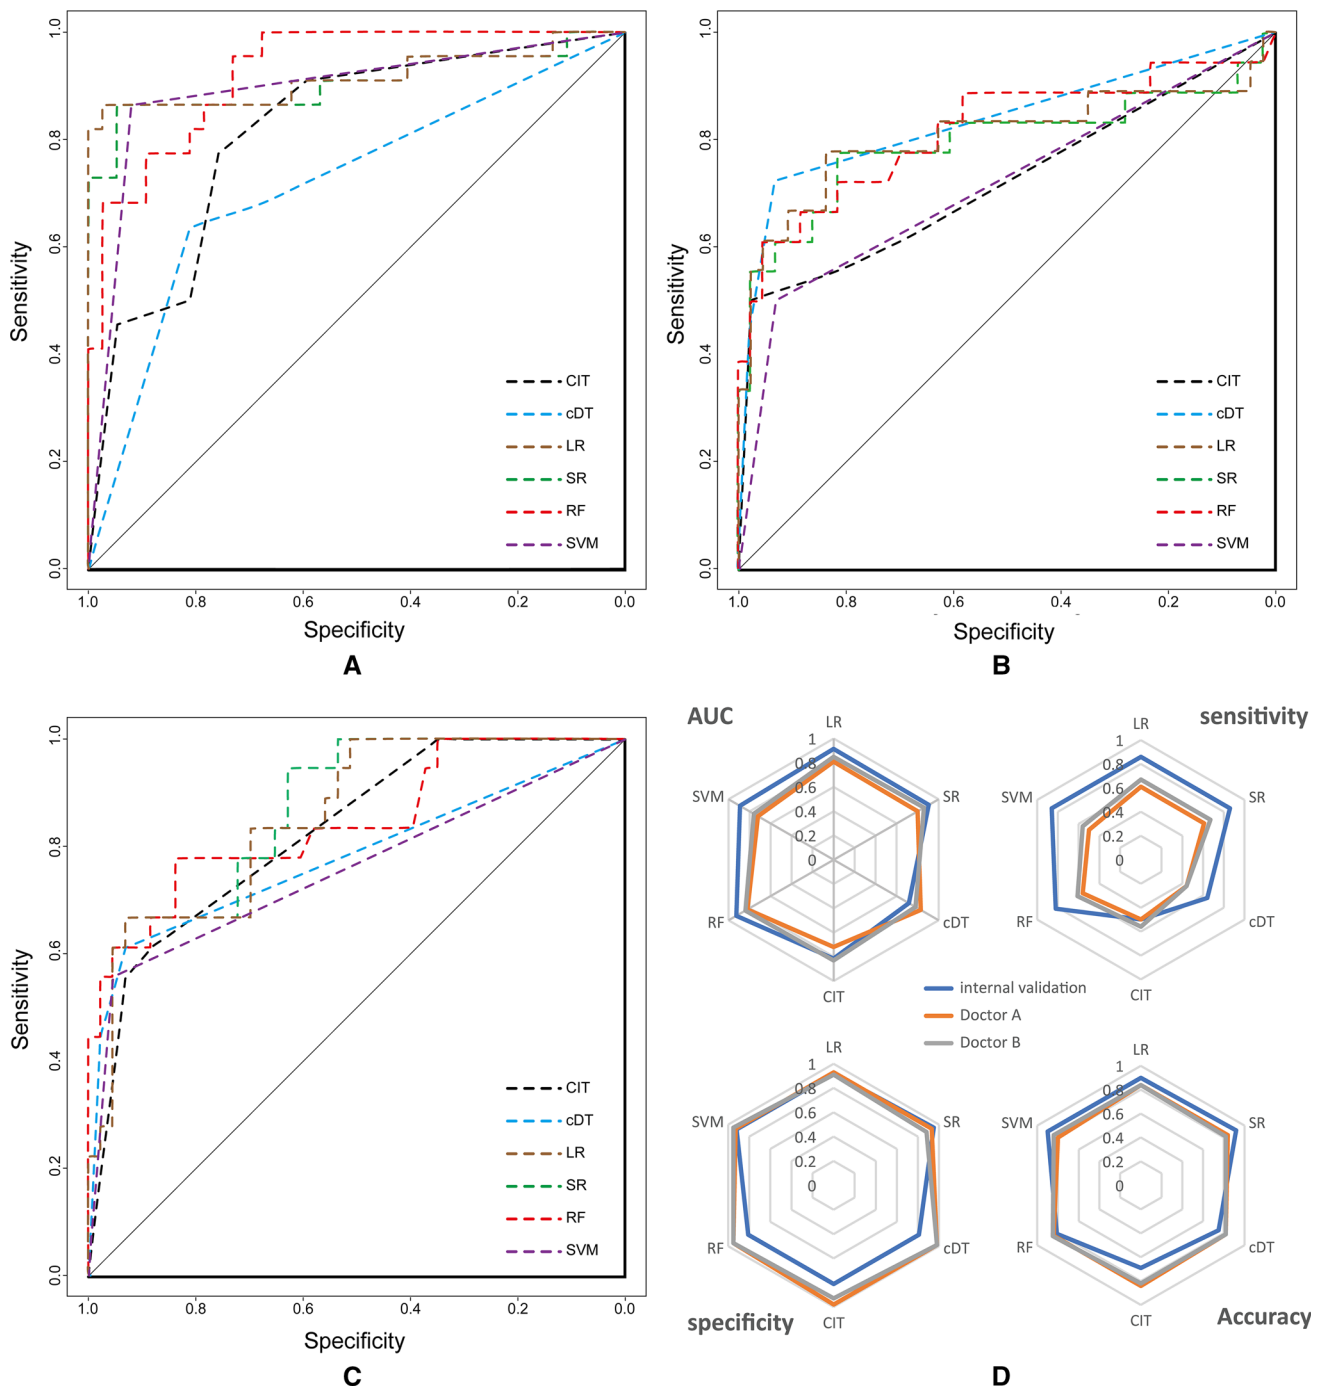 1.0
0.8
0.6
0.4
0.2
0.0
Sensitivity
CIT
cDT
LR
SR
RF
SVM
1.0 0.8 0.6 0.4 0.2 0.0
Specificity
A
1.0
0.8
0.6
0.4
0.2
0.0
Sensitivity
CIT
cDT
LR
SR
RF
SVM
1.0 0.8 0.6 0.4 0.2 0.0
Specificity
B
1.0
0.8
0.6
0.4
0.2
0.0
Sensitivity
CIT
cDT
LR
SR
RF
SVM
1.0 0.8 0.6 0.4 0.2 0.0
Specificity
C
AUC
LR
1
0.8
0.6
0.4
0.2
0
SVM
SR
RF
cDT
CIT
sensitivity
LR
1
0.8
0.6
0.4
0.2
0
SVM
SR
RF
cDT
CIT
internal validation
Doctor A
Doctor B
LR
1
0.8
0.6
0.4
0.2
0
SVM
SR
RF
cDT
CIT
specificity
LR
1
0.8
0.6
0.4
0.2
0
SVM
SR
RF
cDT
CIT
Accuracy
D